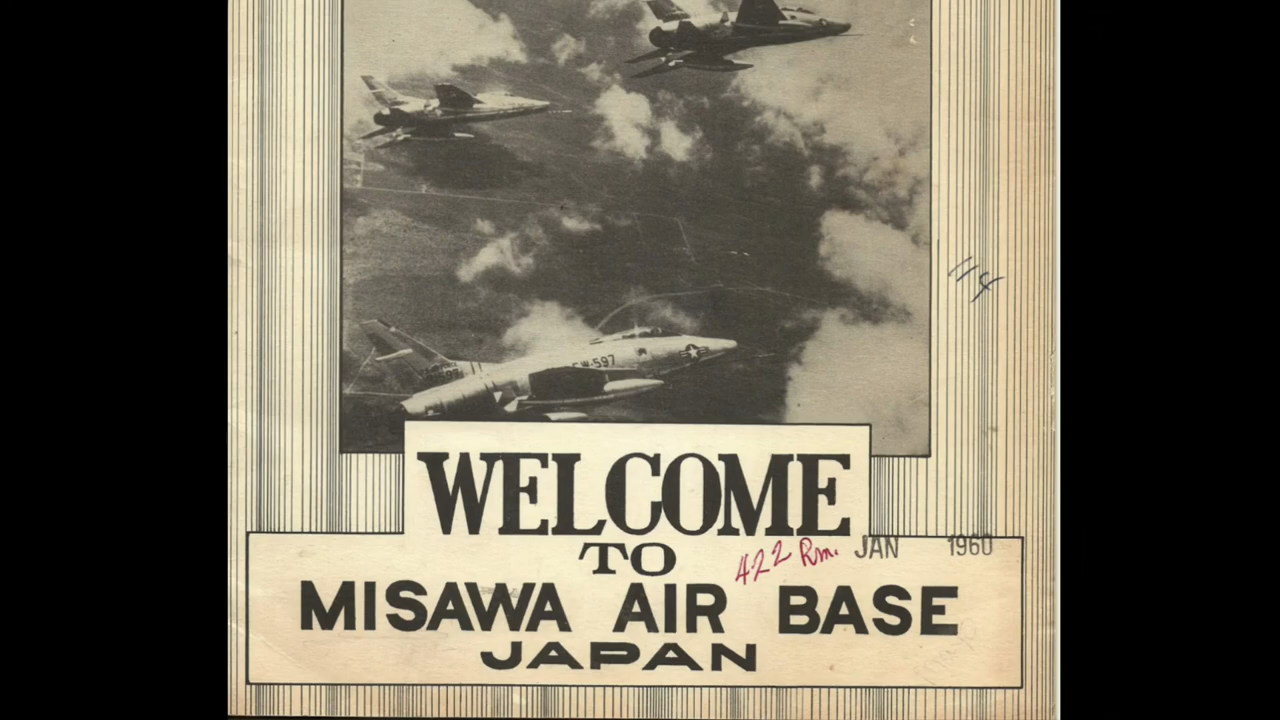 114
FW-597
WELCOME
TO
422 Rm.
JAN 1960
MISAWA AIR BASE
JAPAN